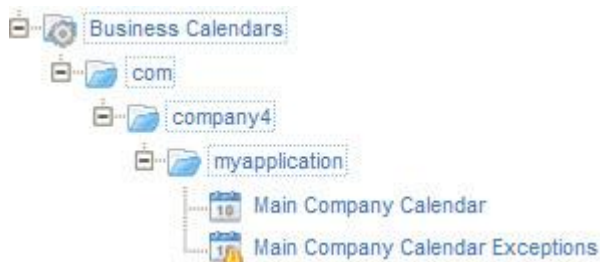 Business Calendars
com
company4
myapplication
10 Main Company Calendar
Main Company Calendar Exceptions